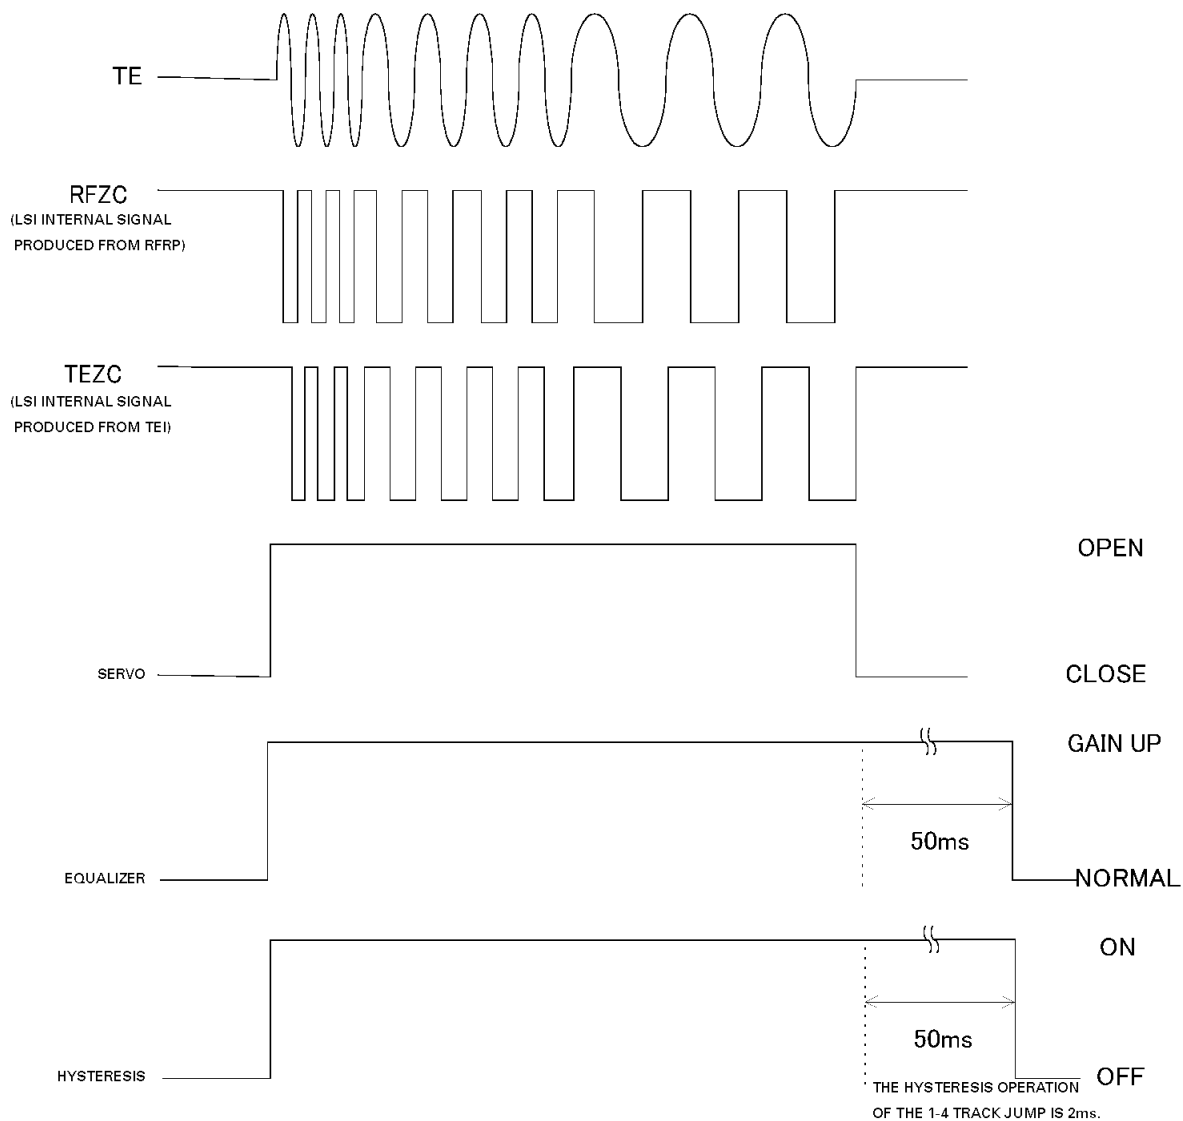 TE
RFZC
(LSI INTERNAL SIGNAL
PRODUCED FROM RFRP)
TEZC
(LSI INTERNAL SIGNAL
PRODUCED FROM TEI)
OPEN
SERVO
CLOSE
GAIN UP
50ms
EQUALIZER
NORMAL
ON
50ms
HYSTERESIS
OFF
THE HYSTERESIS OPERATION
OF THE 1-4 TRACK JUMP IS 2ms.